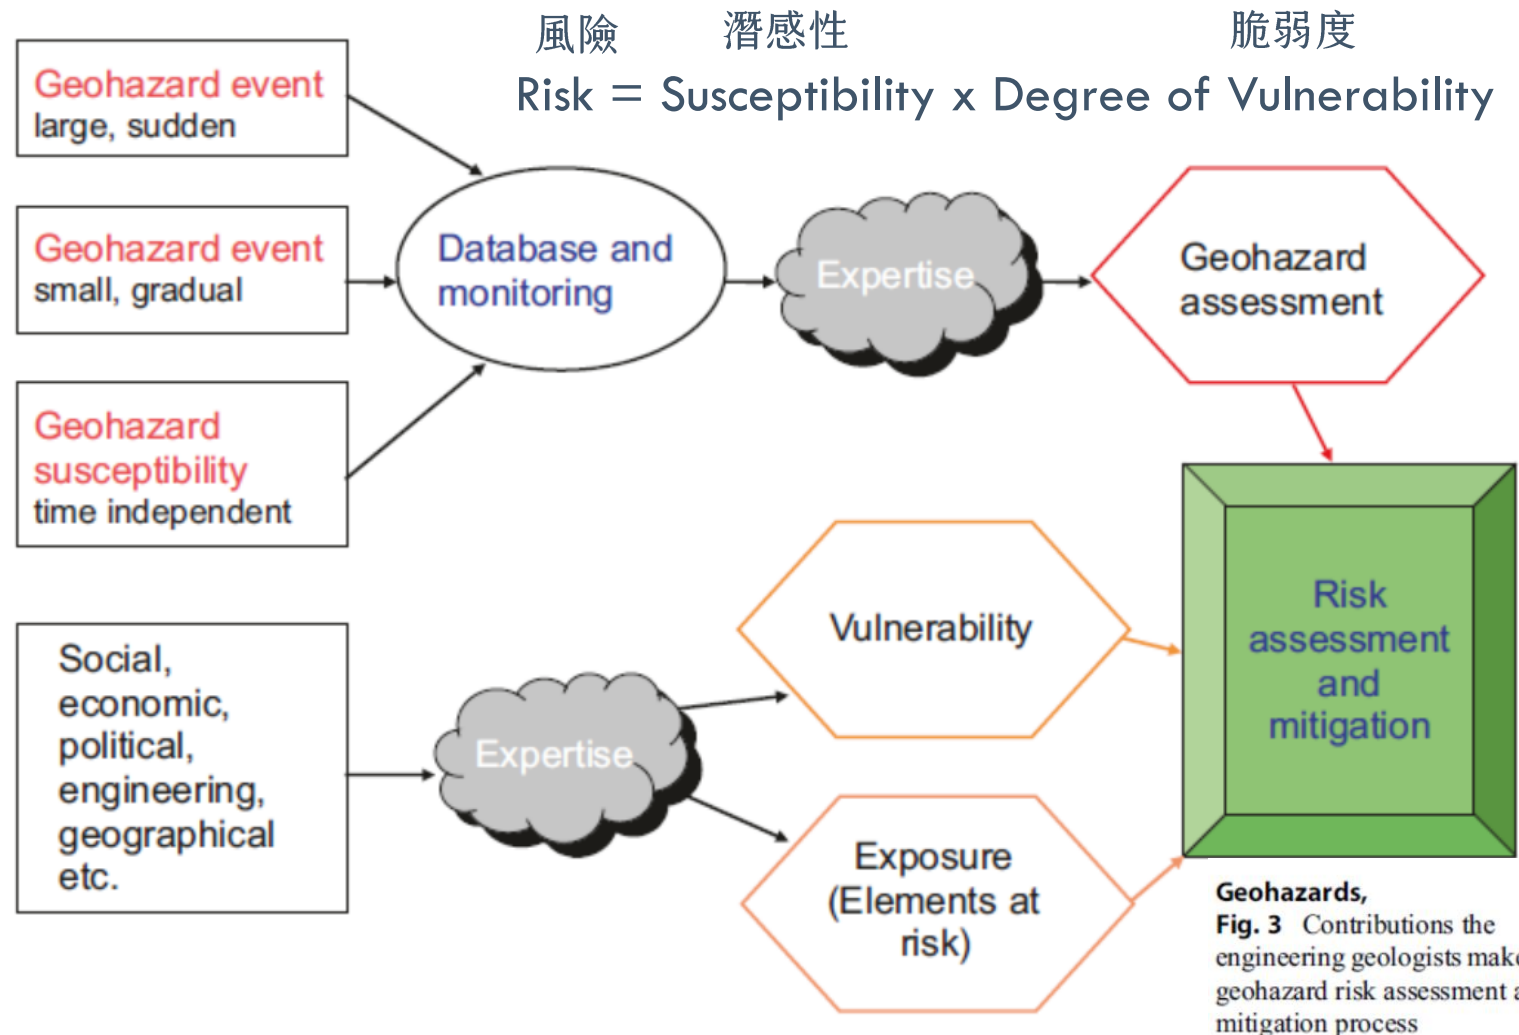 風險 潛感性 脆弱度
Risk = Susceptibility x Degree of Vulnerability
Geohazard event
large, sudden
Geohazard event
small, gradual
Geohazard
susceptibility
time independent
Database and
monitoring
Expertise
Geohazard
assessment
Social,
economic,
political,
engineering,
geographical
etc.
Expertise
Vulnerability
Exposure
(Elements at
risk)
Risk
assessment
and
mitigation
Geohazards,
Fig. 3 Contributions the
engineering geologists make
geohazard risk assessment a
mitigation process